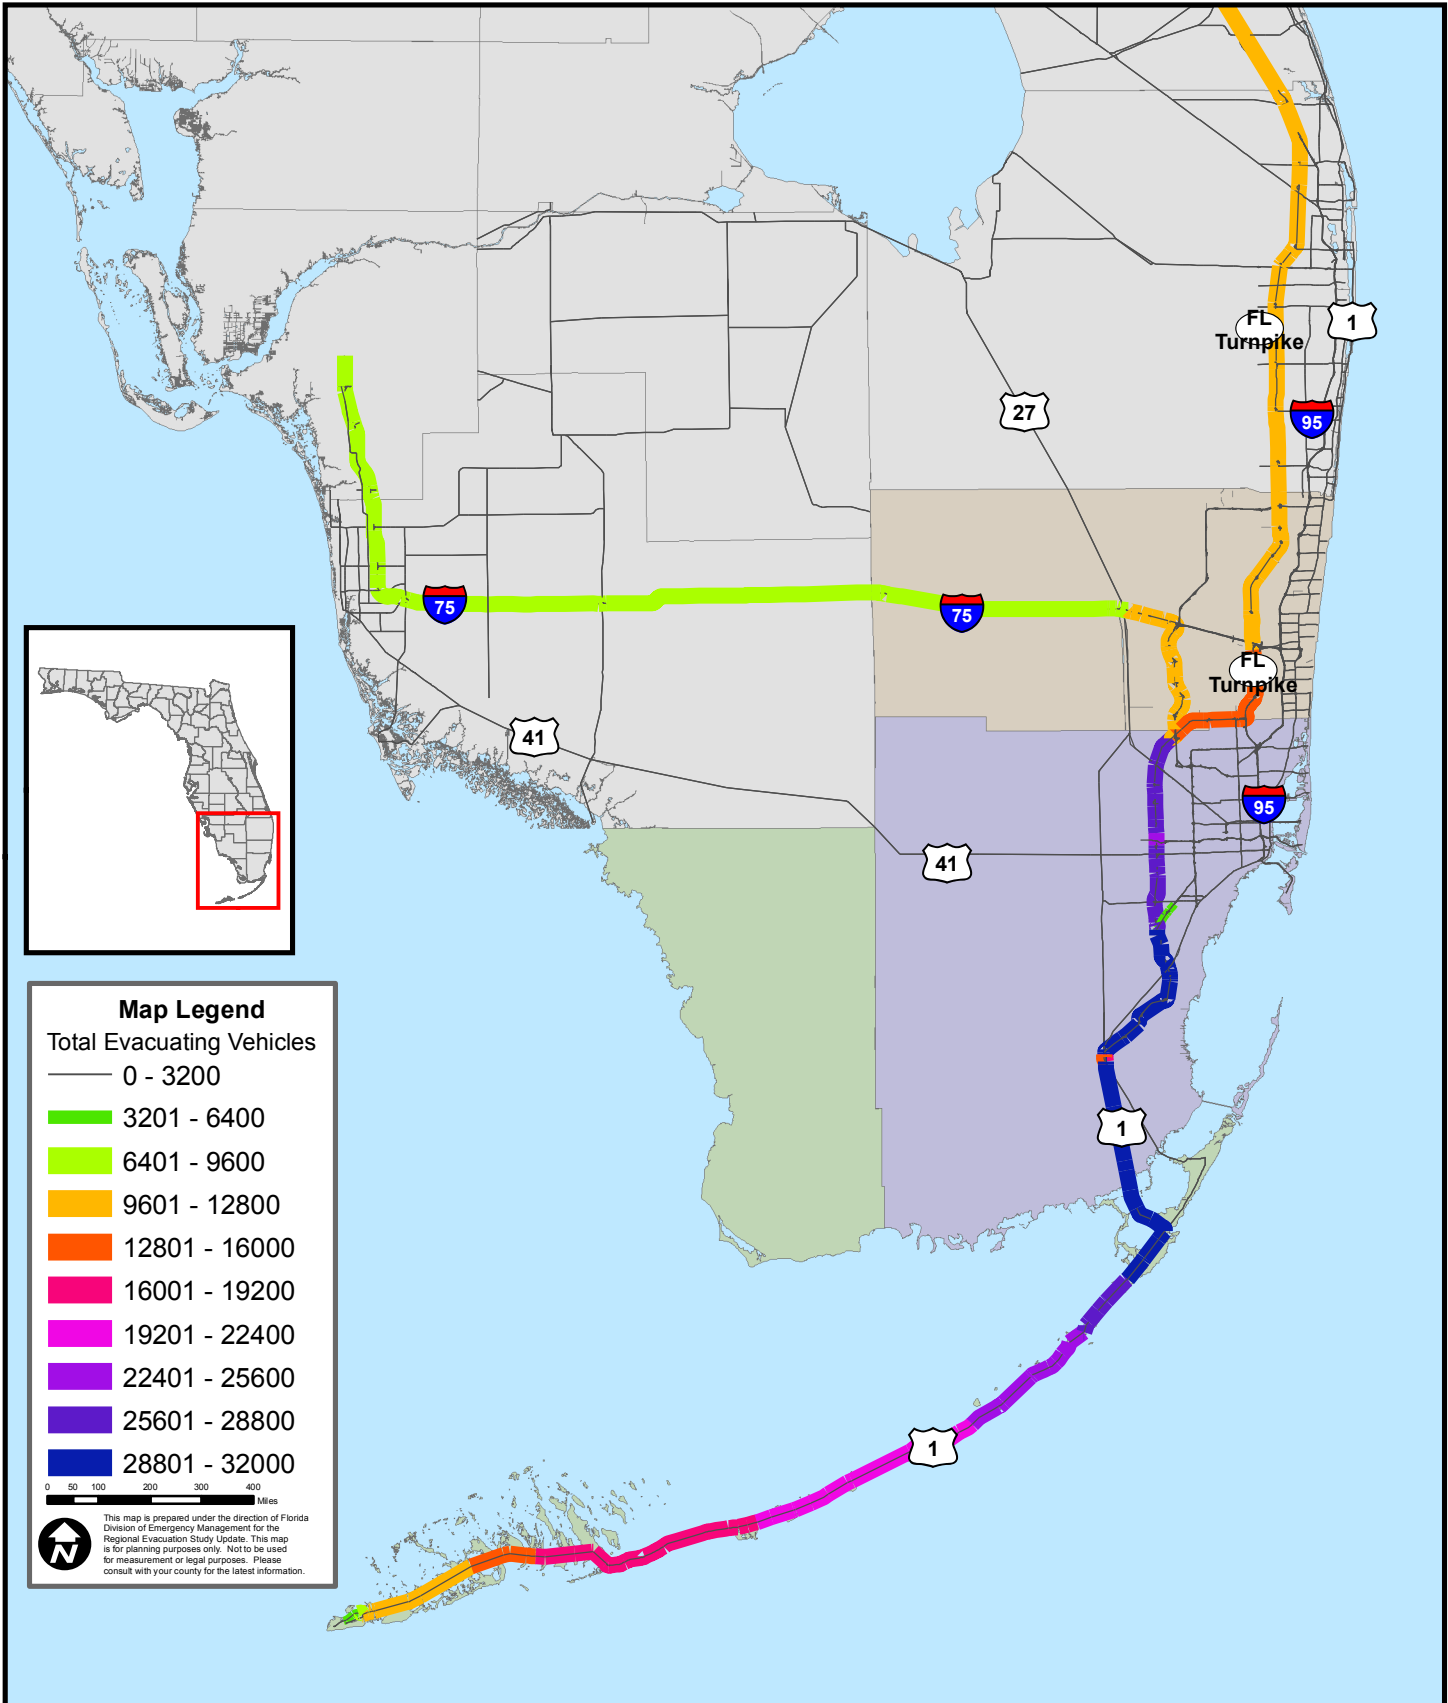 FL
Turnpike
1
95
27
75
75
FL
Turnpike
41
95
41
1
1
Map Legend
Total Evacuating Vehicles
0 - 3200
3201 - 6400
6401 - 9600
9601 - 12800
12801 - 16000
16001 - 19200
19201 - 22400
22401 - 25600
25601 - 28800
28801 - 32000
0 50 100 200 300 400
Miles
N
This map is prepared under the direction of Florida
Division of Emergency Management for the
Regional Evacuation Study Update. This map
is for planning purposes only. Not to be used
for measurement or legal purposes. Please
consult with your county for the latest information.